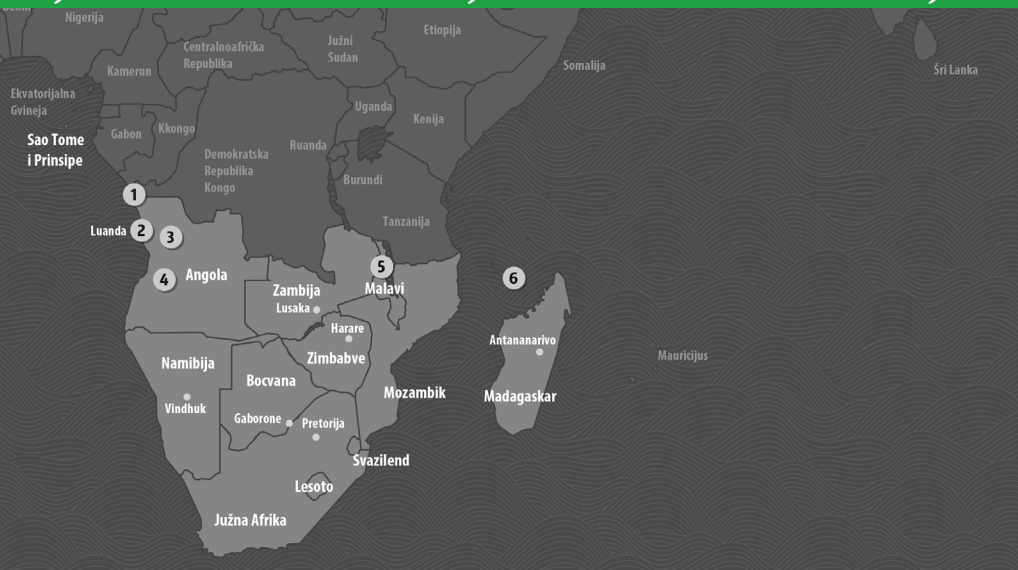 Nigerija
Etiopija
Južni
Sudan
Centralnoafrička
Republika
Somalija
Šri Lanka
Kamerun
Ekvatorijalna
Gvineja
Uganda
Kenija
Gabon
Kkongo
Sao Tome
i Prinsipe
Ruanda
Demokratska
Republika
Kongo
Burundi
1
Tanzanija
Luanda
2
3
4
Angola
5
6
Malavi
Zambija
Lusaka
Harare
Antananarivo
Zimbabve
Mauricijus
Namibija
Bocvana
Mozambik
Madagaskar
Vindhuk
Gaborone
Pretorija
Svazilend
Lesoto
Južna Afrika